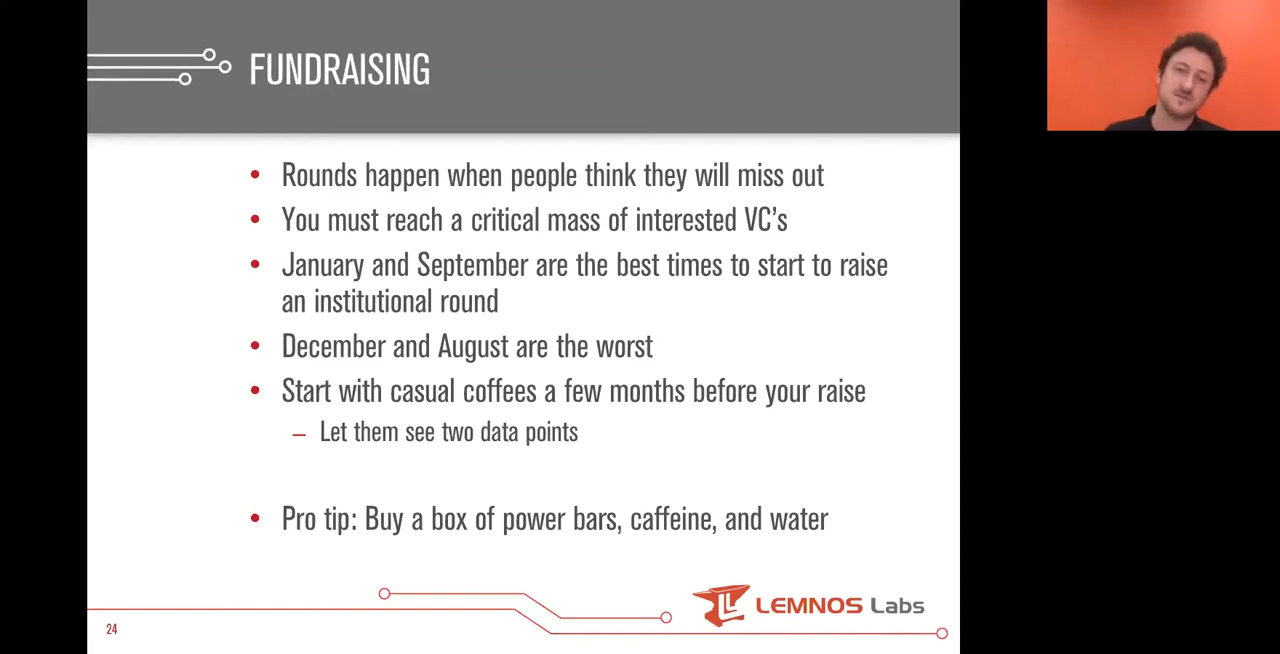 FUNDRAISING
• Rounds happen when people think they will miss out
• You must reach a critical mass of interested VC's
• January and September are the best times to start to raise
an institutional round
• December and August are the worst
• Start with casual coffees a few months before your raise
– Let them see two data points
• Pro tip: Buy a box of power bars, caffeine, and water
LL LEMNOS Labs
24